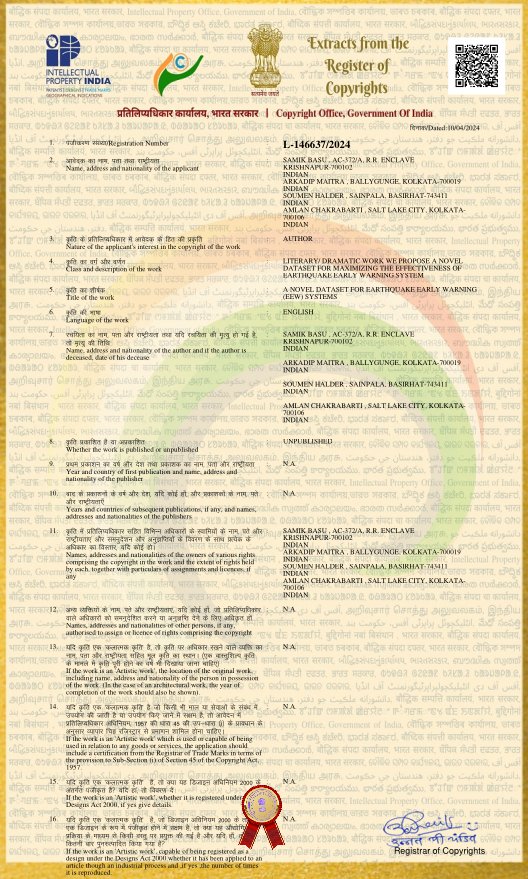 INTELLECTUAL
PROPERTY INDIA
PATENTS | DESIGNS | TRADE MARKS
GEOGRAPHICAL INDICATIONS
सत्यमेव जयते
Extracts from the
Register of
Copyrights
प्रतिलिप्यधिकार कार्यालय, भारत सरकार | Copyright Office, Government Of India
दिनांक/Dated:10/04/2024
1. पंजीकरण संख्या/Registration Number L-146637/2024
2. आवेदक का नाम, पता तथा राष्ट्रीयता
Name, address and nationality of the applicant
SAMIK BASU , AC-372/A, R.R. ENCLAVE
KRISHNAPUR-700102
INDIAN
ARKADIP MAITRA , BALLYGUNGE, KOLKATA-700019
INDIAN
SOUMEN HALDER , SAINPALA, BASIRHAT-743411
INDIAN
AMLAN CHAKRABARTI , SALT LAKE CITY, KOLKATA-
700106
INDIAN
3. कृति के प्रतिलिप्यधिकार में आवेदक के हित की प्रकृति
Nature of the applicant's interest in the copyright of the work
AUTHOR
4. कृति का वर्ग और वर्णन
Class and description of the work
LITERARY/ DRAMATIC WORK WE PROPOSE A NOVEL
DATASET FOR MAXIMIZING THE EFFECTIVENESS OF
EARTHQUAKE EARLY WARNING SYSTEM
5. कृति का शीर्षक
Title of the work
A NOVEL DATASET FOR EARTHQUAKE EARLY WARNING
(EEW) SYSTEMS
6. कृति की भाषा
Language of the work
ENGLISH
7. रचयिता का नाम, पता और राष्ट्रीयता तथा यदि रचयिता की मृत्यु हो गई है,
तो मृत्यु की तिथि
Name, address and nationality of the author and if the author is
deceased, date of his decease
SAMIK BASU , AC-372/A, R.R. ENCLAVE
KRISHNAPUR-700102
INDIAN
ARKADIP MAITRA , BALLYGUNGE, KOLKATA-700019
INDIAN
SOUMEN HALDER , SAINPALA, BASIRHAT-743411
INDIAN
AMLAN CHAKRABARTI , SALT LAKE CITY, KOLKATA-
700106
INDIAN
8. कृति प्रकाशित है या अप्रकाशित
Whether the work is published or unpublished
UNPUBLISHED
9. प्रथम प्रकाशन का वर्ष और देश तथा प्रकाशक का नाम, पता और राष्ट्रीयता
Year and country of first publication and name, address and
nationality of the publisher
N.A.
10. बाद के प्रकाशनों के वर्ष और देश, यदि कोई हों, और प्रकाशकों के नाम, पते
और राष्ट्रीयताएँ
Years and countries of subsequent publications, if any, and names,
addresses and nationalities of the publishers
N.A.
11. कृति में प्रतिलिप्यधिकार सहित विभिन्न अधिकारों के स्वामियों के नाम, पते और
राष्ट्रीयताएं और समनुदेशन और अनुज्ञप्तियों के विवरण के साथ प्रत्येक के
अधिकार का विस्तार, यदि कोई हो।
Names, addresses and nationalities of the owners of various rights
comprising the copyright in the work and the extent of rights held
by each, together with particulars of assignments and licences, if
any
SAMIK BASU , AC-372/A, R.R. ENCLAVE
KRISHNAPUR-700102
INDIAN
ARKADIP MAITRA , BALLYGUNGE, KOLKATA-700019
INDIAN
SOUMEN HALDER , SAINPALA, BASIRHAT-743411
INDIAN
AMLAN CHAKRABARTI , SALT LAKE CITY, KOLKATA-
700106
INDIAN
12. अन्य व्यक्तियों के नाम, पते और राष्ट्रीयताएं, यदि कोई हों, जो प्रतिलिप्यधिकार
वाले अधिकारों को समनुदेशित करने या अनुज्ञप्ति देने के लिए अधिकृत हों
Names, addresses and nationalities of other persons, if any,
authorised to assign or licence of rights comprising the copyright
N.A.
13. यदि कृति एक 'कलात्मक कृति' है, तो कृति पर अधिकार रखने वाले व्यक्ति का
नाम, पता और राष्ट्रीयता सहित मूल कृति का स्थान। (एक वास्तुशिल्प कृति
के मामले में कृति पूरी होने का वर्ष भी दिखाया जाना चाहिए)
If the work is an 'Artistic work', the location of the original work,
including name, address and nationality of the person in possession
of the work. (In the case of an architectural work, the year of
completion of the work should also be shown)
N.A.
14. यदि कृति एक 'कलात्मक कृति' है जो किसी भी माल या सेवाओं के संबंध में
उपयोग की जाती है या उपयोग किए जाने में सक्षम है, तो आवेदन में
प्रतिलिप्यधिकार अधिनियम, 1957 की धारा 45 की उप-धारा (i) के प्रावधान के
अनुसार व्यापार चिह्न रजिस्ट्रार से प्रमाणन शामिल होना चाहिए।
If the work is an 'Artistic work' which is used or capable of being
used in relation to any goods or services, the application should
include a certification from the Registrar of Trade Marks in terms of
the provision to Sub-Section (i) of Section 45 of the Copyright Act,
1957.
N.A.
15. यदि कृति एक 'कलात्मक कृति' है, तो क्या यह डिजाइन अधिनियम 2000 के
अंतर्गत पंजीकृत है? यदि हां, तो विवरण दें
If the work is an 'Artistic work', whether it is registered under
Designs Act 2000, if yes give details.
N.A.
16. यदि कृति एक 'कलात्मक कृति' है, जो डिजाइन अधिनियम 2000 के
If the work is an 'Artistic work', capable of being registered as a
design under the Designs Act 2000 whether it has been applied to an
article though an industrial process and ,if yes ,the number of times
it is reproduced.
N.A.
Registrar of Copyrights